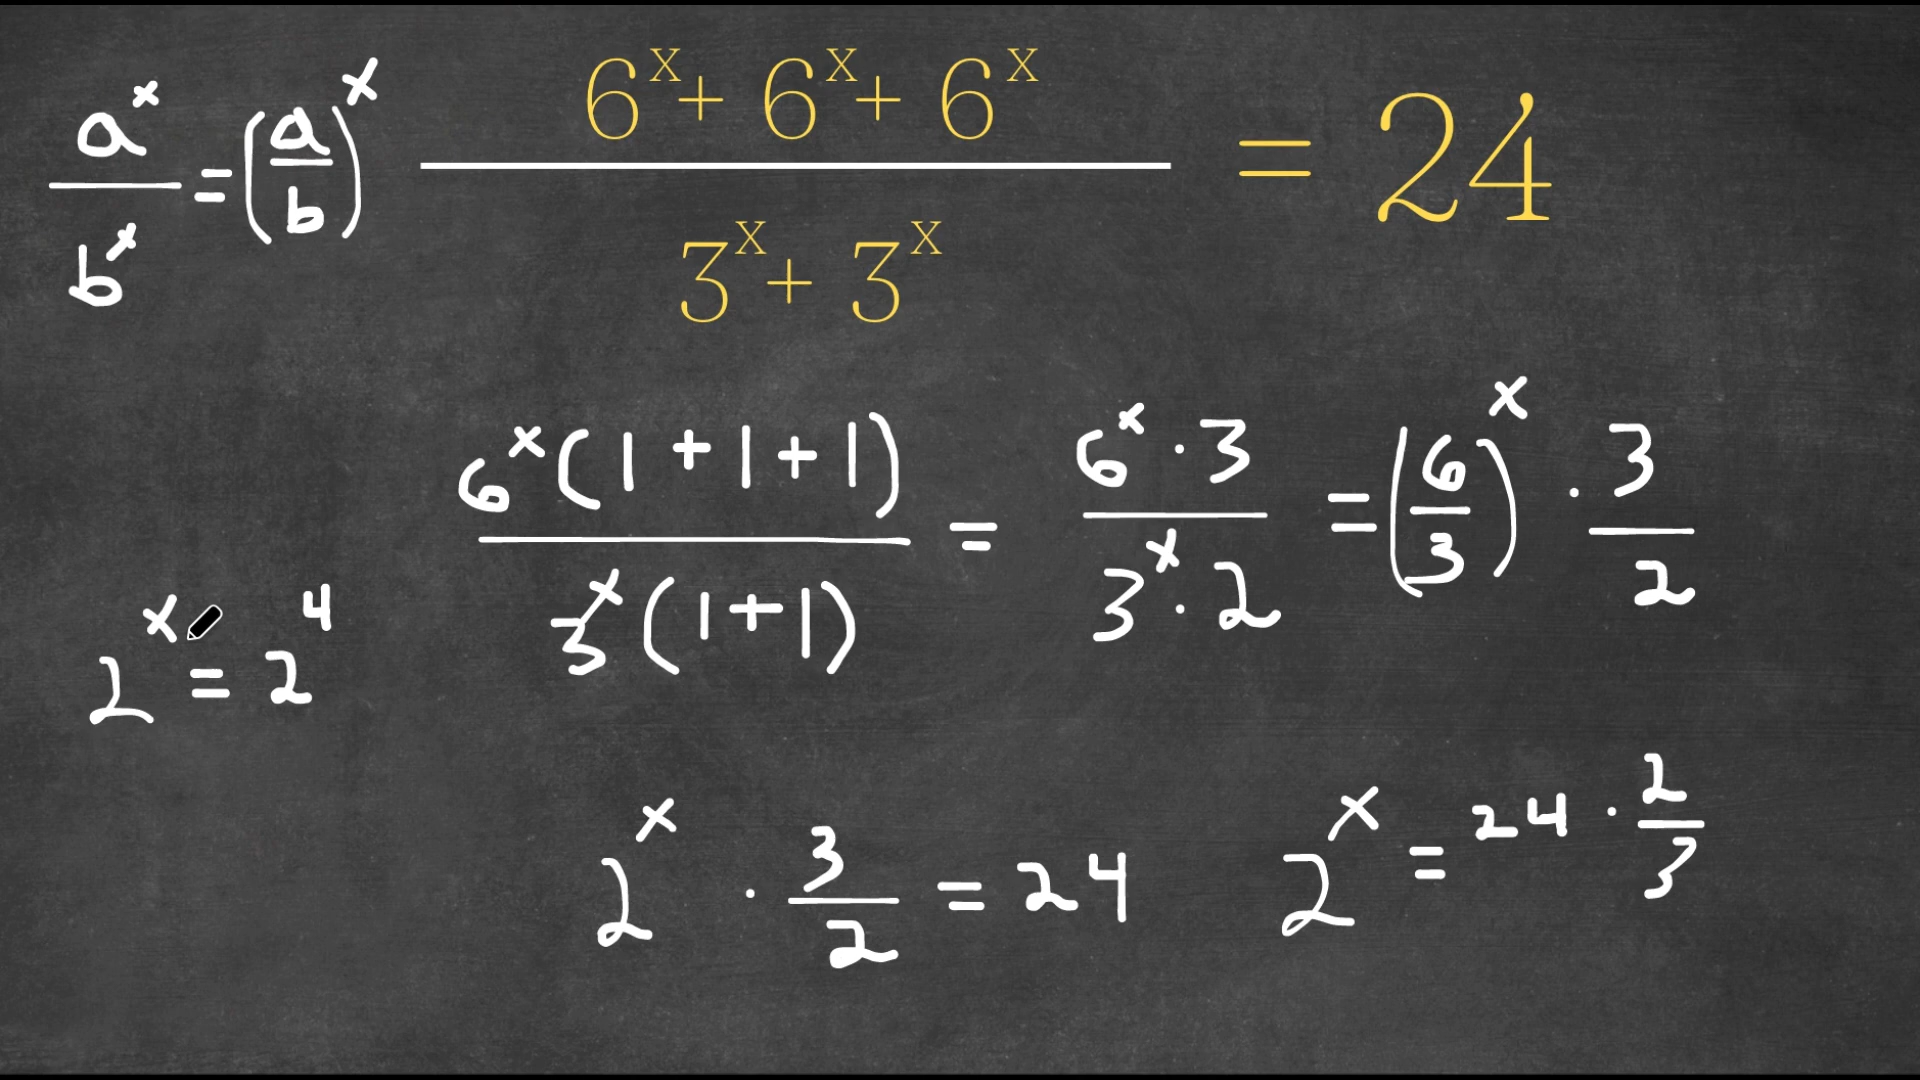 a^x / b^x = (a/b)^x
(6^x + 6^x + 6^x) / (3^x + 3^x) = 24
6^x(1+1+1) / 3^x(1+1) = 6^x · 3 / 3^x · 2 = (6/3)^x · 3/2
2^x = 2^4
2^x · 3/2 = 24
2^x = 24 · 2/3